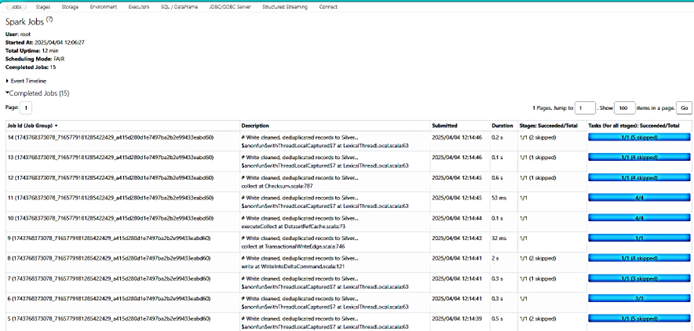 Jobs Stages Storage Environment Executors SQL / DataFrame JDBC/ODBC Server Structured Streaming Connect
Spark Jobs (?)
User: root
Started At: 2025/04/04 12:06:27
Total Uptime: 12 min
Scheduling Mode: FAIR
Completed Jobs: 15
Event Timeline
Completed Jobs (15)
Page: 1 1 Pages. Jump to 1 . Show 100 items in a page. Go
Job Id (Job Group) Description Submitted Duration Stages: Succeeded/Total Tasks (for all stages): Succeeded/Total
14 (1743768373078_7165779181285422429_a415d280d1e7497ba2b2e99433eabd60) # Write cleaned, deduplicated records to Silver... 2025/04/04 12:14:46 0.2 s 1/1 (2 skipped) 1/1 (5 skipped)
$anonfun$withThreadLocalCaptured$7 at LexicalThreadLocal.scala:63
13 (1743768373078_7165779181285422429_a415d280d1e7497ba2b2e99433eabd60) # Write cleaned, deduplicated records to Silver... 2025/04/04 12:14:46 0.1 s 1/1 (1 skipped) 1/1 (4 skipped)
$anonfun$withThreadLocalCaptured$7 at LexicalThreadLocal.scala:63
12 (1743768373078_7165779181285422429_a415d280d1e7497ba2b2e99433eabd60) # Write cleaned, deduplicated records to Silver... 2025/04/04 12:14:45 0.6 s 1/1 (1 skipped) 1/1 (4 skipped)
collect at Checksum.scala:787
11 (1743768373078_7165779181285422429_a415d280d1e7497ba2b2e99433eabd60) # Write cleaned, deduplicated records to Silver... 2025/04/04 12:14:45 53 ms 1/1 4/4
$anonfun$withThreadLocalCaptured$7 at LexicalThreadLocal.scala:63
10 (1743768373078_7165779181285422429_a415d280d1e7497ba2b2e99433eabd60) # Write cleaned, deduplicated records to Silver... 2025/04/04 12:14:44 0.1 s 1/1 4/4
executeCollect at DatasetRefCache.scala:73
9 (1743768373078_7165779181285422429_a415d280d1e7497ba2b2e99433eabd60) # Write cleaned, deduplicated records to Silver... 2025/04/04 12:14:43 32 ms 1/1 1/1
collect at TransactionalWriteEdge.scala:746
8 (1743768373078_7165779181285422429_a415d280d1e7497ba2b2e99433eabd60) # Write cleaned, deduplicated records to Silver... 2025/04/04 12:14:41 2 s 1/1 (2 skipped) 1/1 (4 skipped)
write at WriteIntoDeltaCommand.scala:121
7 (1743768373078_7165779181285422429_a415d280d1e7497ba2b2e99433eabd60) # Write cleaned, deduplicated records to Silver... 2025/04/04 12:14:41 0.3 s 1/1 (1 skipped) 1/1 (3 skipped)
$anonfun$withThreadLocalCaptured$7 at LexicalThreadLocal.scala:63
6 (1743768373078_7165779181285422429_a415d280d1e7497ba2b2e99433eabd60) # Write cleaned, deduplicated records to Silver... 2025/04/04 12:14:41 0.3 s 1/1 3/3
$anonfun$withThreadLocalCaptured$7 at LexicalThreadLocal.scala:63
5 (1743768373078_7165779181285422429_a415d280d1e7497ba2b2e99433eabd60) # Write cleaned, deduplicated records to Silver... 2025/04/04 12:14:39 0.5 s 1/1 (2 skipped) 1/1 (5 skipped)
$anonfun$withThreadLocalCaptured$7 at LexicalThreadLocal.scala:63